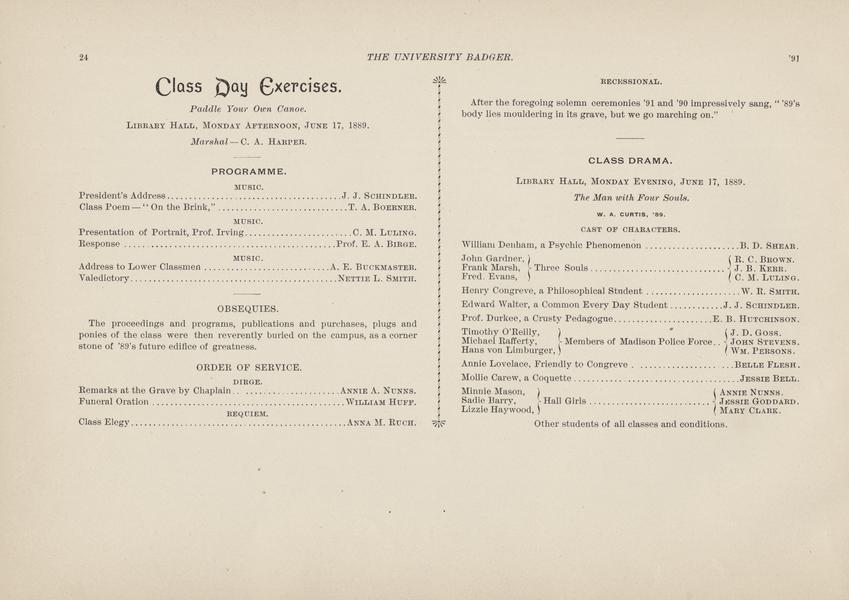 24
THE UNIVERSITY BADGER.
'91
Class Day Exercises.
Paddle Your Own Canoe.
LIBRARY HALL, MONDAY AFTERNOON, JUNE 17, 1889.
Marshal—C. A. HARPER.
PROGRAMME.
MUSIC.
President's Address........................................J. J. SCHINDLER.
Class Poem—"On the Brink,"..............................T. A. BOERNER.
MUSIC.
Presentation of Portrait, Prof. Irving.........................C. M. LULING.
Response ................................................Prof. E. A. BIRGE.
MUSIC.
Address to Lower Classmen .............................A. E. BUCKMASTER.
Valedictory................................................NETTIE L. SMITH.
OBSEQUIES.
The proceedings and programs, publications and purchases, plugs and
ponies of the class were then reverently buried on the campus, as a corner
stone of '89's future edifice of greatness.
ORDER OF SERVICE.
DIRGE.
Remarks at the Grave by Chaplain.. .......................ANNIE A. NUNNS.
Funeral Oration ............................................WILLIAM HUFF.
REQUIEM.
Class Elegy.................................................ANNA M. RUCH.
RECESSIONAL.
After the foregoing solemn ceremonies '91 and '90 impressively sang, " '89's
body lies mouldering in its grave, but we go marching on."
CLASS DRAMA.
LIBRARY HALL, MONDAY EVENING, JUNE 17, 1889.
The Man with Four Souls.
W. A. CURTIS, '89.
CAST OF CHARACTERS.
William Denham, a Psychic Phenomenon ......................B. D. SHEAR.
John Gardner, R. C. BROWN.
Frank Marsh, Three Souls................................J. B. KERR.
Fred. Evans, C. M. LULING.
Henry Congreve, a Philosophical Student ......................W. R. SMITH.
Edward Walter, a Common Every Day Student ...........J. J. SCHINDLER.
Prof. Durkee, a Crusty Pedagogue.......................E. B. HUTCHINSON.
Timothy O'Reilly, J. D. GOSS.
Michael Rafferty, Members of Madison Police Force.. JOHN STEVENS.
Hans von Limburger, WM. PERSONS.
Annie Lovelace, Friendly to Congreve . .......................BELLE FLESH.
Mollie Carew, a Coquette.......................................JESSIE BELL.
Minnie Mason, ANNIE NUNNS.
Sadie Barry, Hall Girls ..............................JESSIE GODDARD.
Lizzie Haywood, MARY CLARK.
Other students of all classes and conditions.